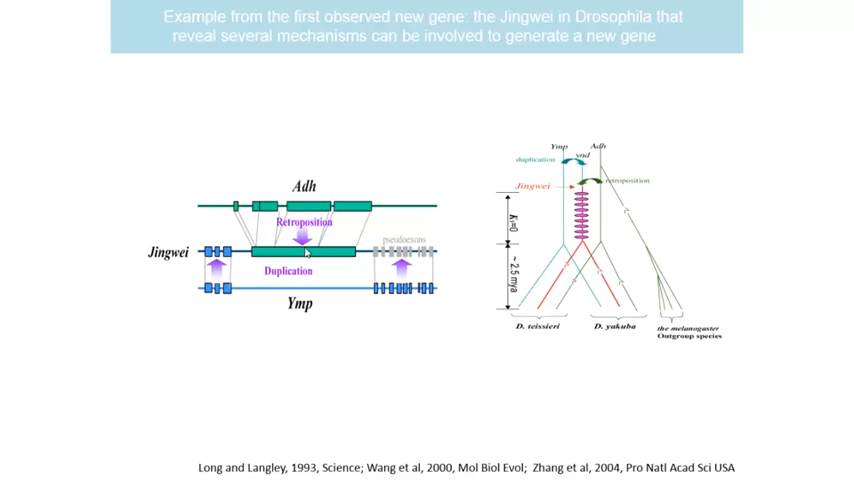 Example from the first observed new gene: the Jingwei in Drosophila that
reveal several mechanisms can be involved to generate a new gene
Adh
Retroposition
Jingwei
pseudoexons
Duplication
Ymp
Ymp
Adh
duplication
ynd
Jingwei
retroposition
~ 2.5 mya
D. teissieri
D. yakuba
the melanogaster
Outgroup species
Long and Langley, 1993, Science; Wang et al, 2000, Mol Biol Evol; Zhang et al, 2004, Pro Natl Acad Sci USA